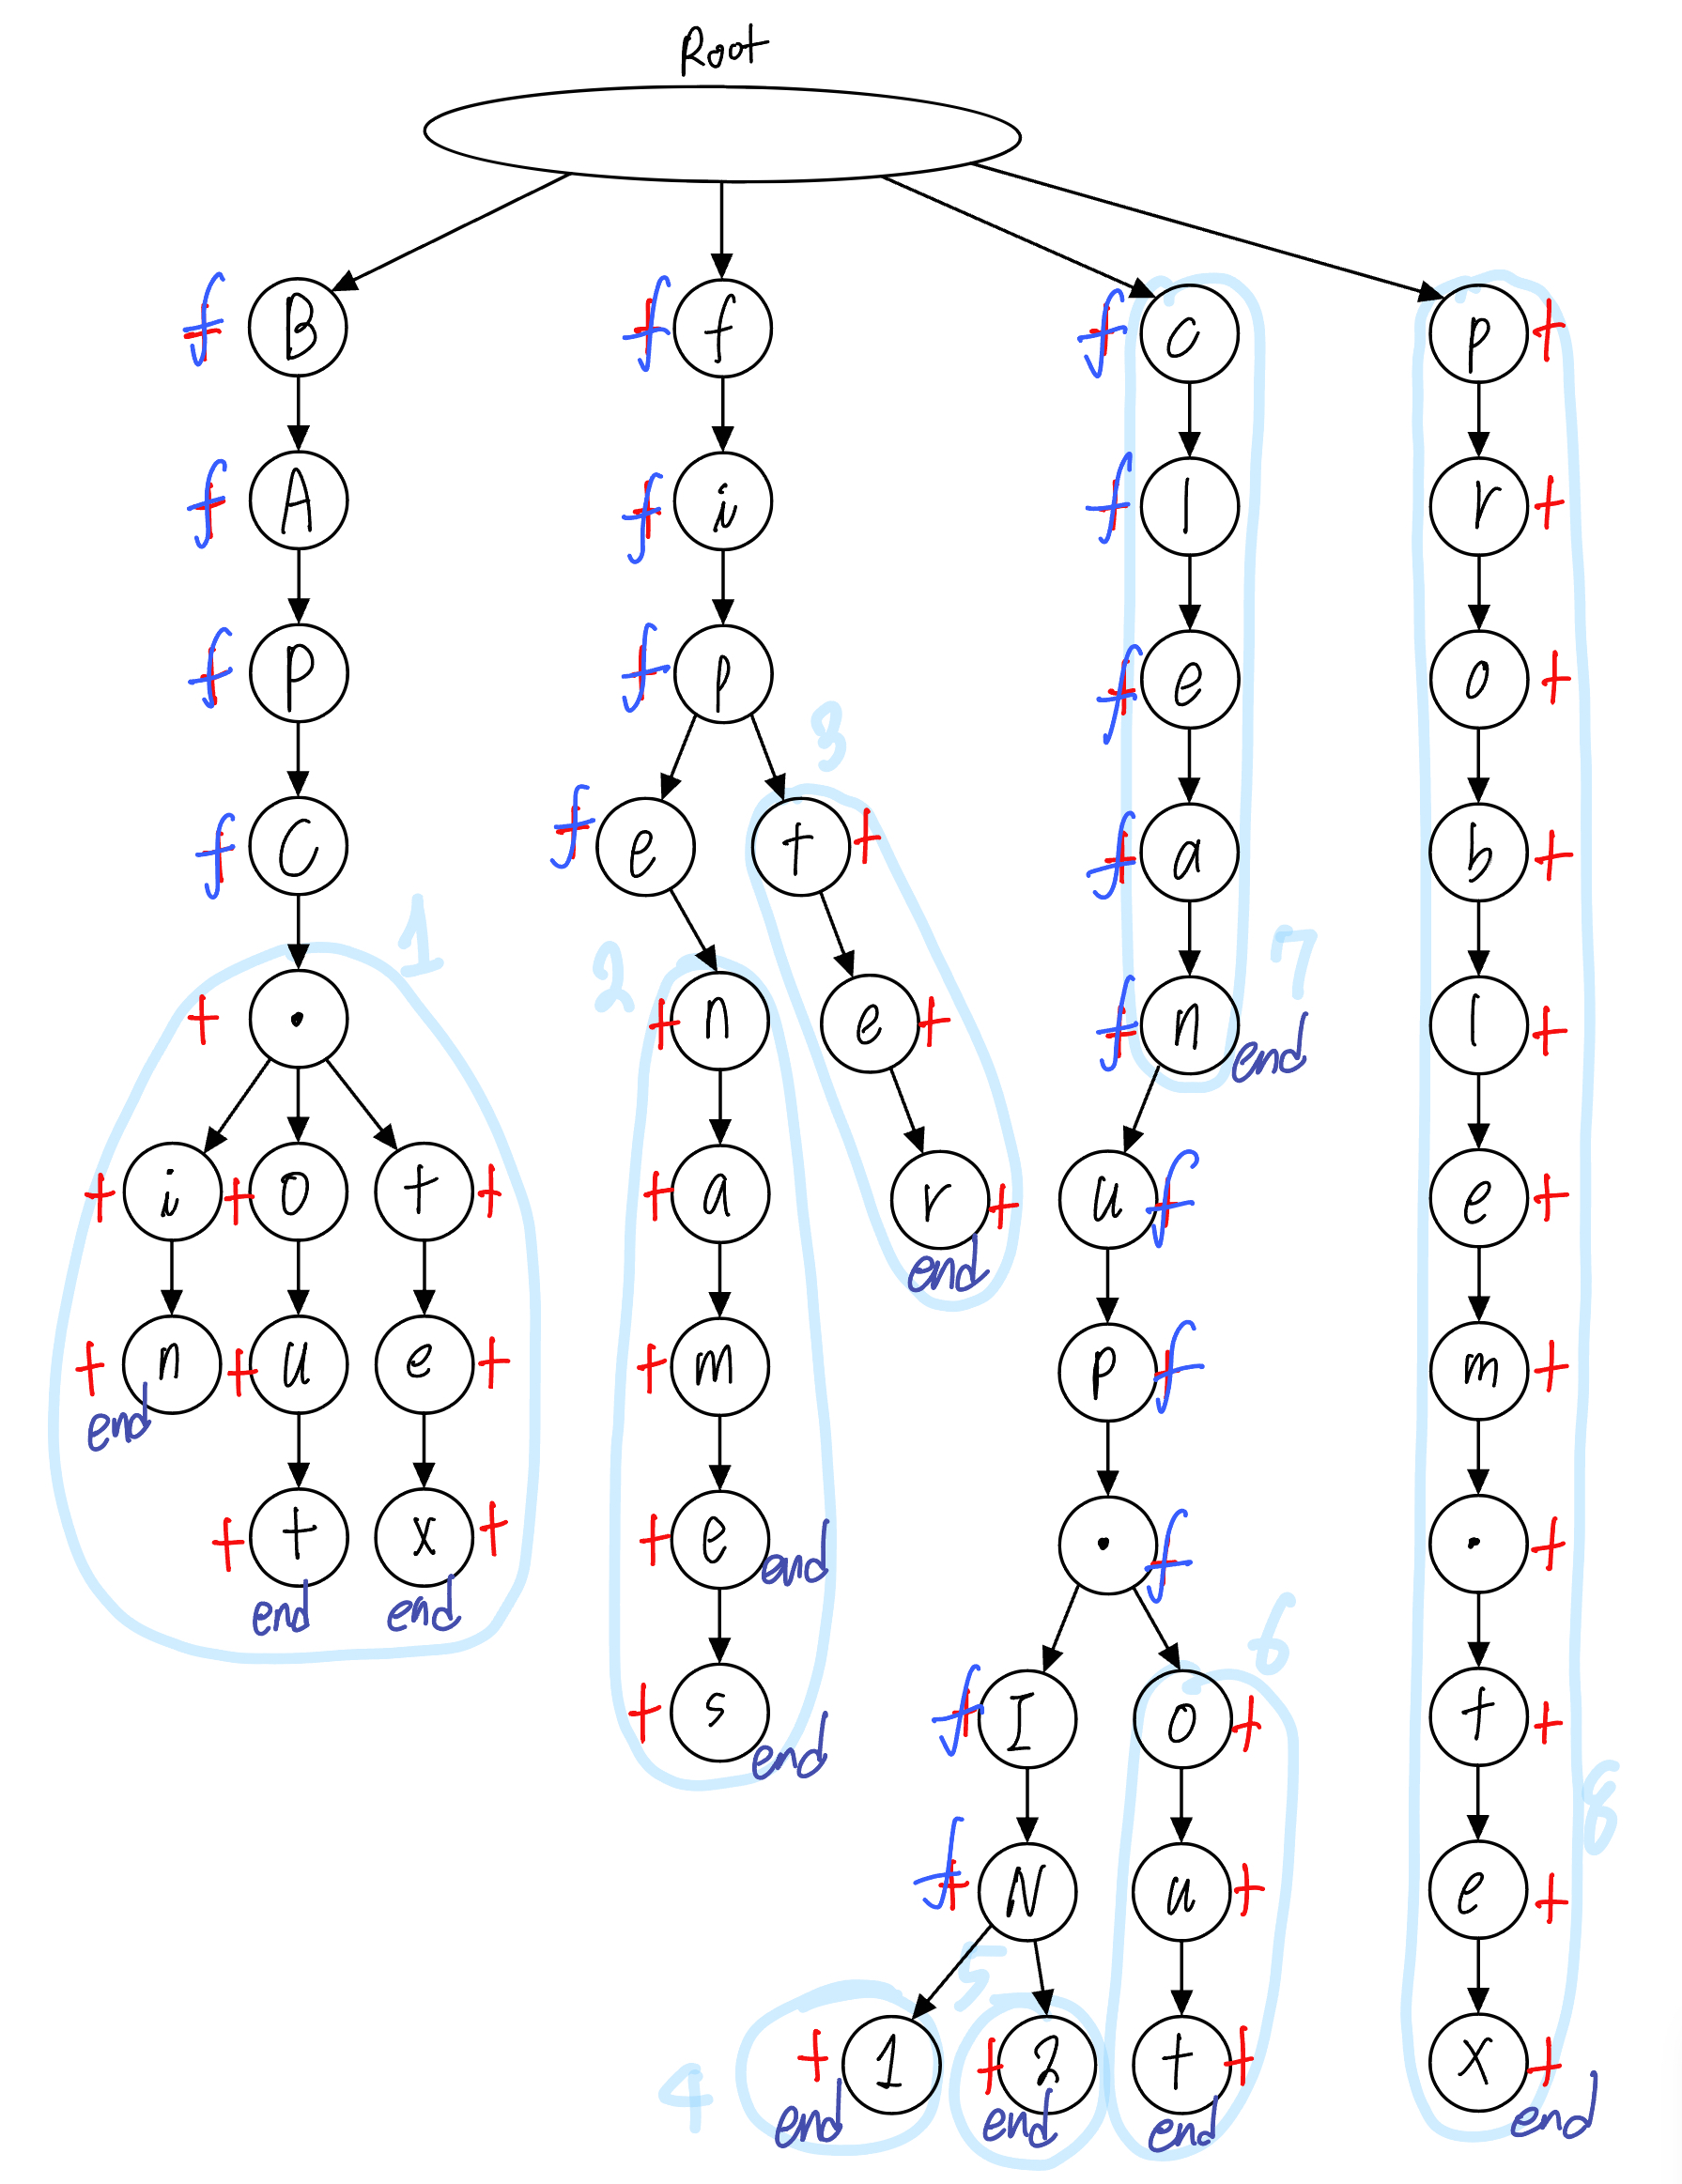 Root
B f c p
A i l r
P p e o
3
C e t a b
1 2 7
. n e n end l
i o t a r end u e
n end u e m P m
t end x end e end . .
6
s end I o t
8
N u e
5
4 1 end 2 end t end x end